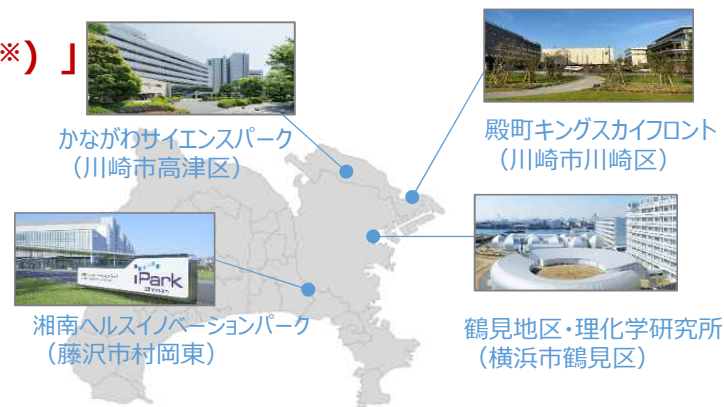 ※）」
かながわサイエンスパーク
（川崎市高津区）
殿町キングスカイフロント
（川崎市川崎区）
iPark
湘南ヘルスイノベーションパーク
（藤沢市村岡東）
鶴見地区・理化学研究所
（横浜市鶴見区）